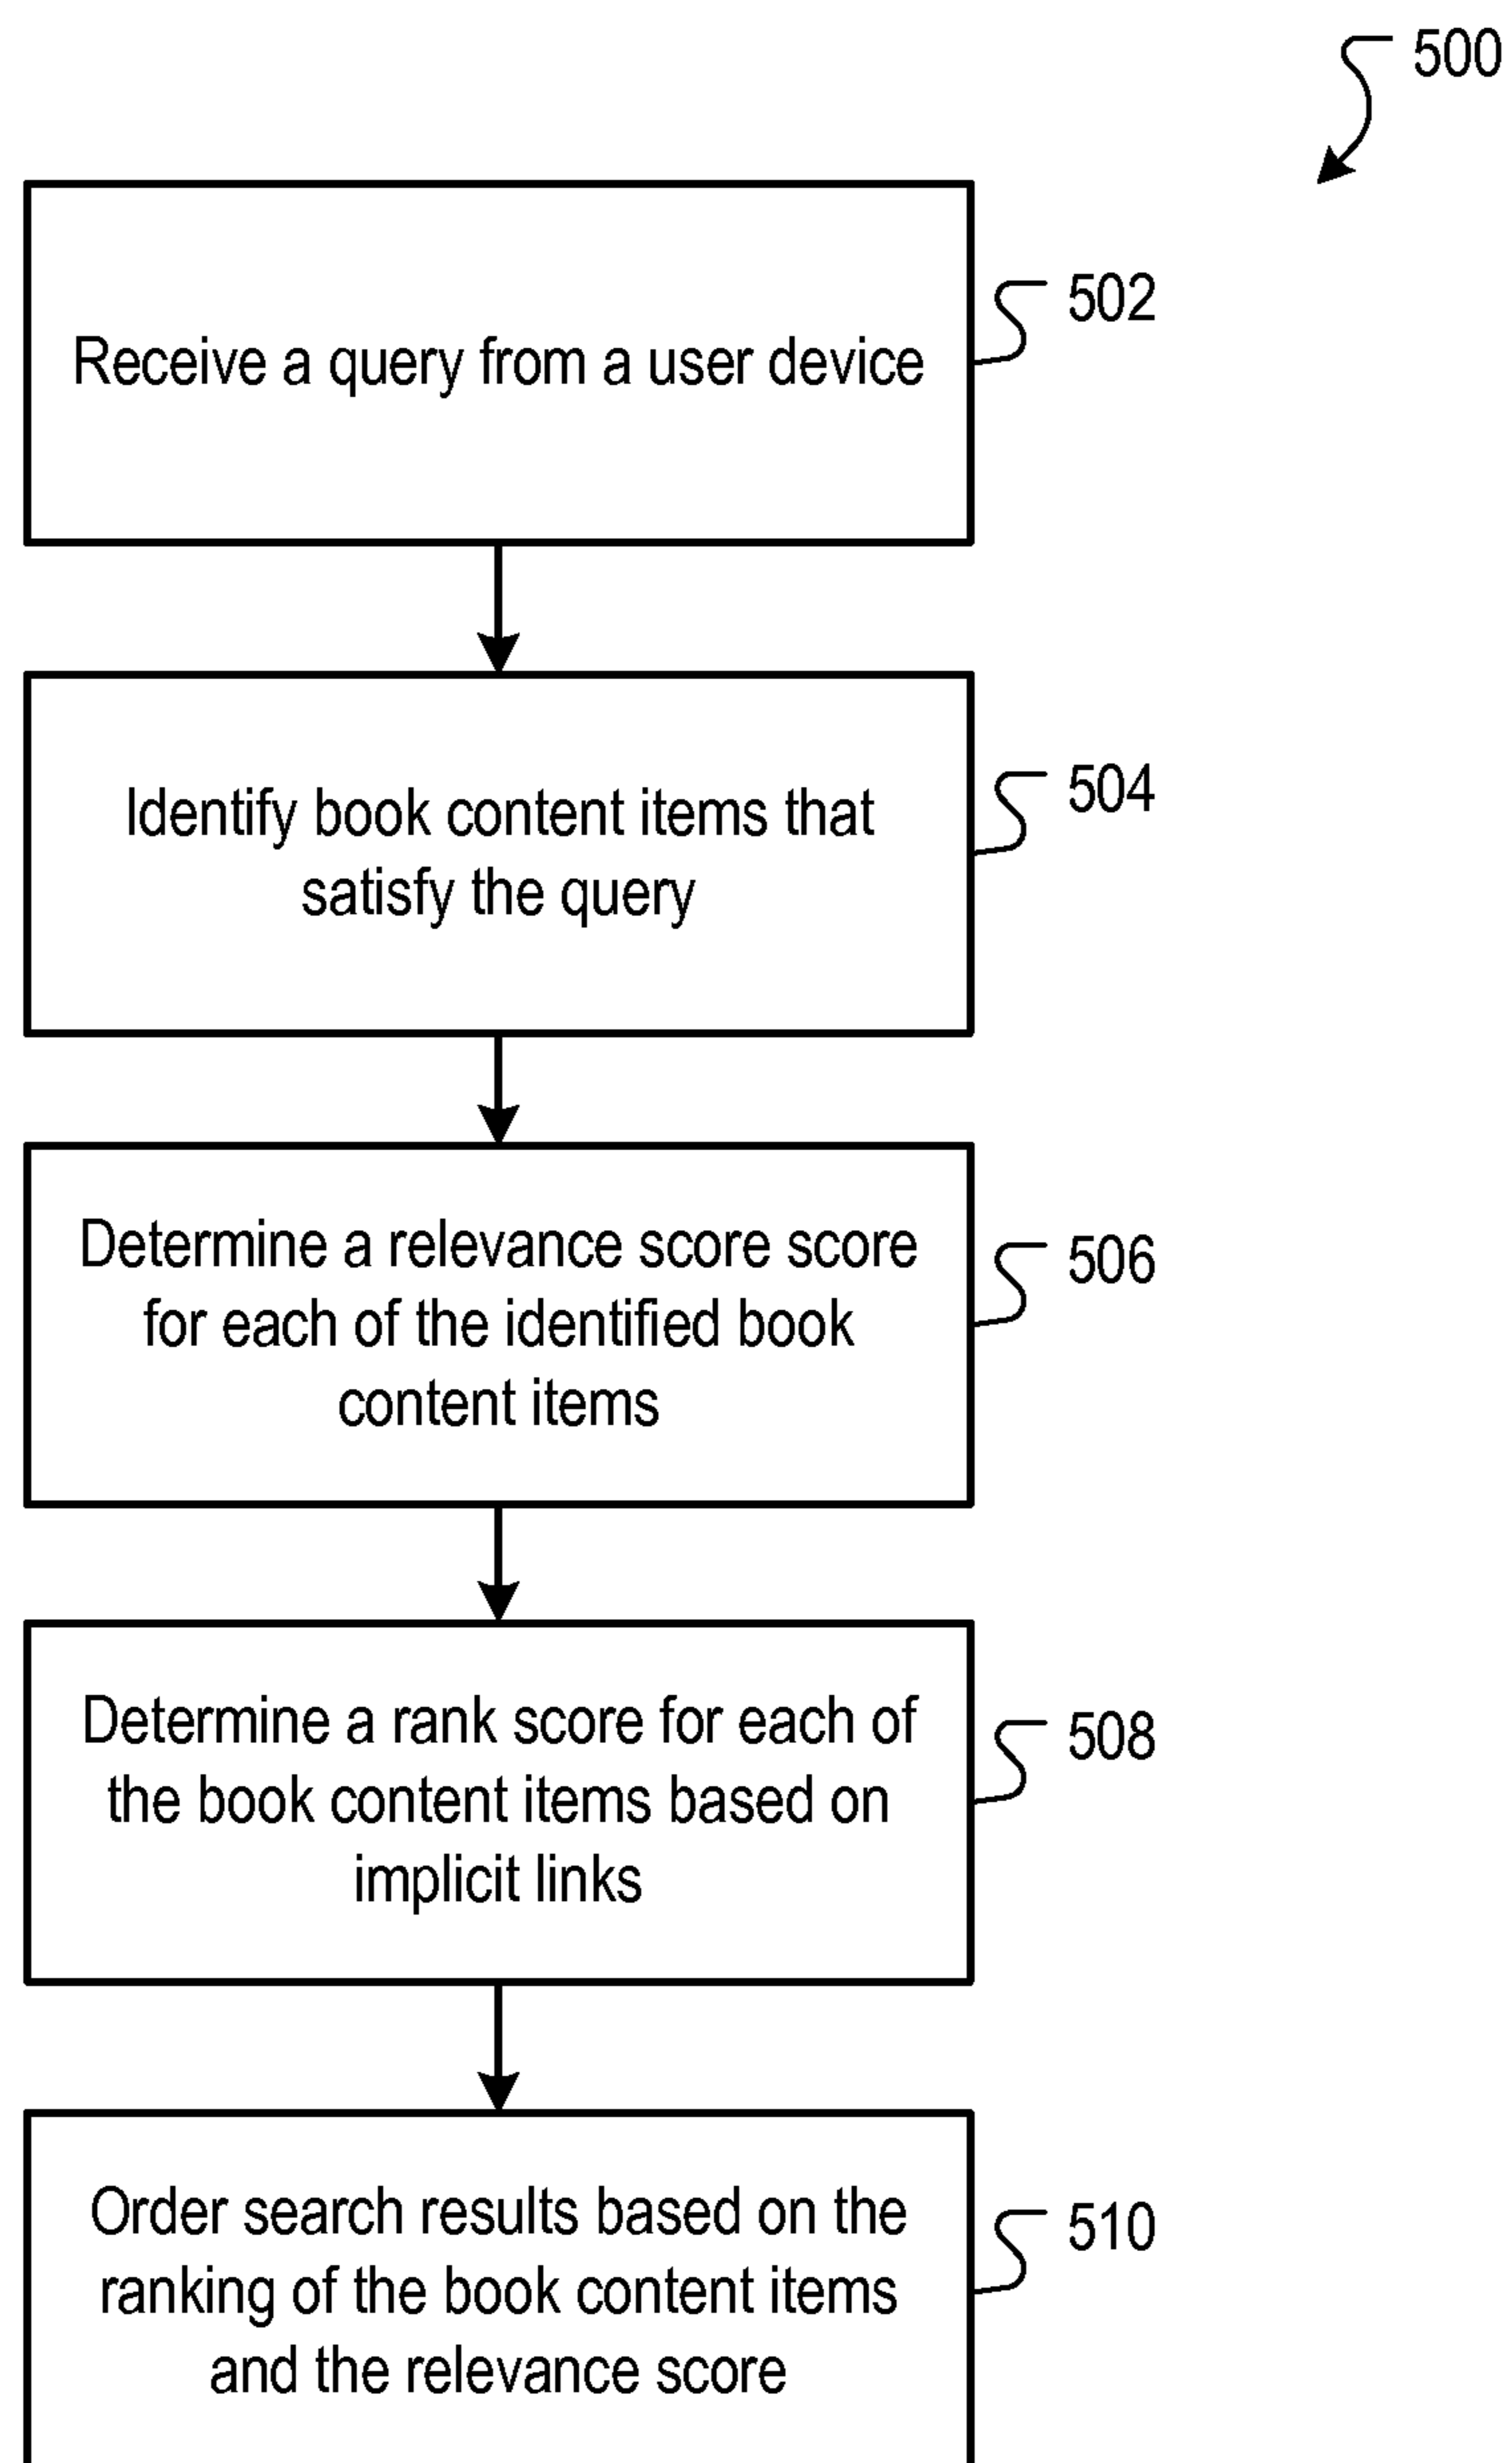 500
Receive a query from a user device
502
Identify book content items that
satisfy the query
504
Determine a relevance score score
for each of the identified book
content items
506
Determine a rank score for each of
the book content items based on
implicit links
508
Order search results based on the
ranking of the book content items
and the relevance score
510